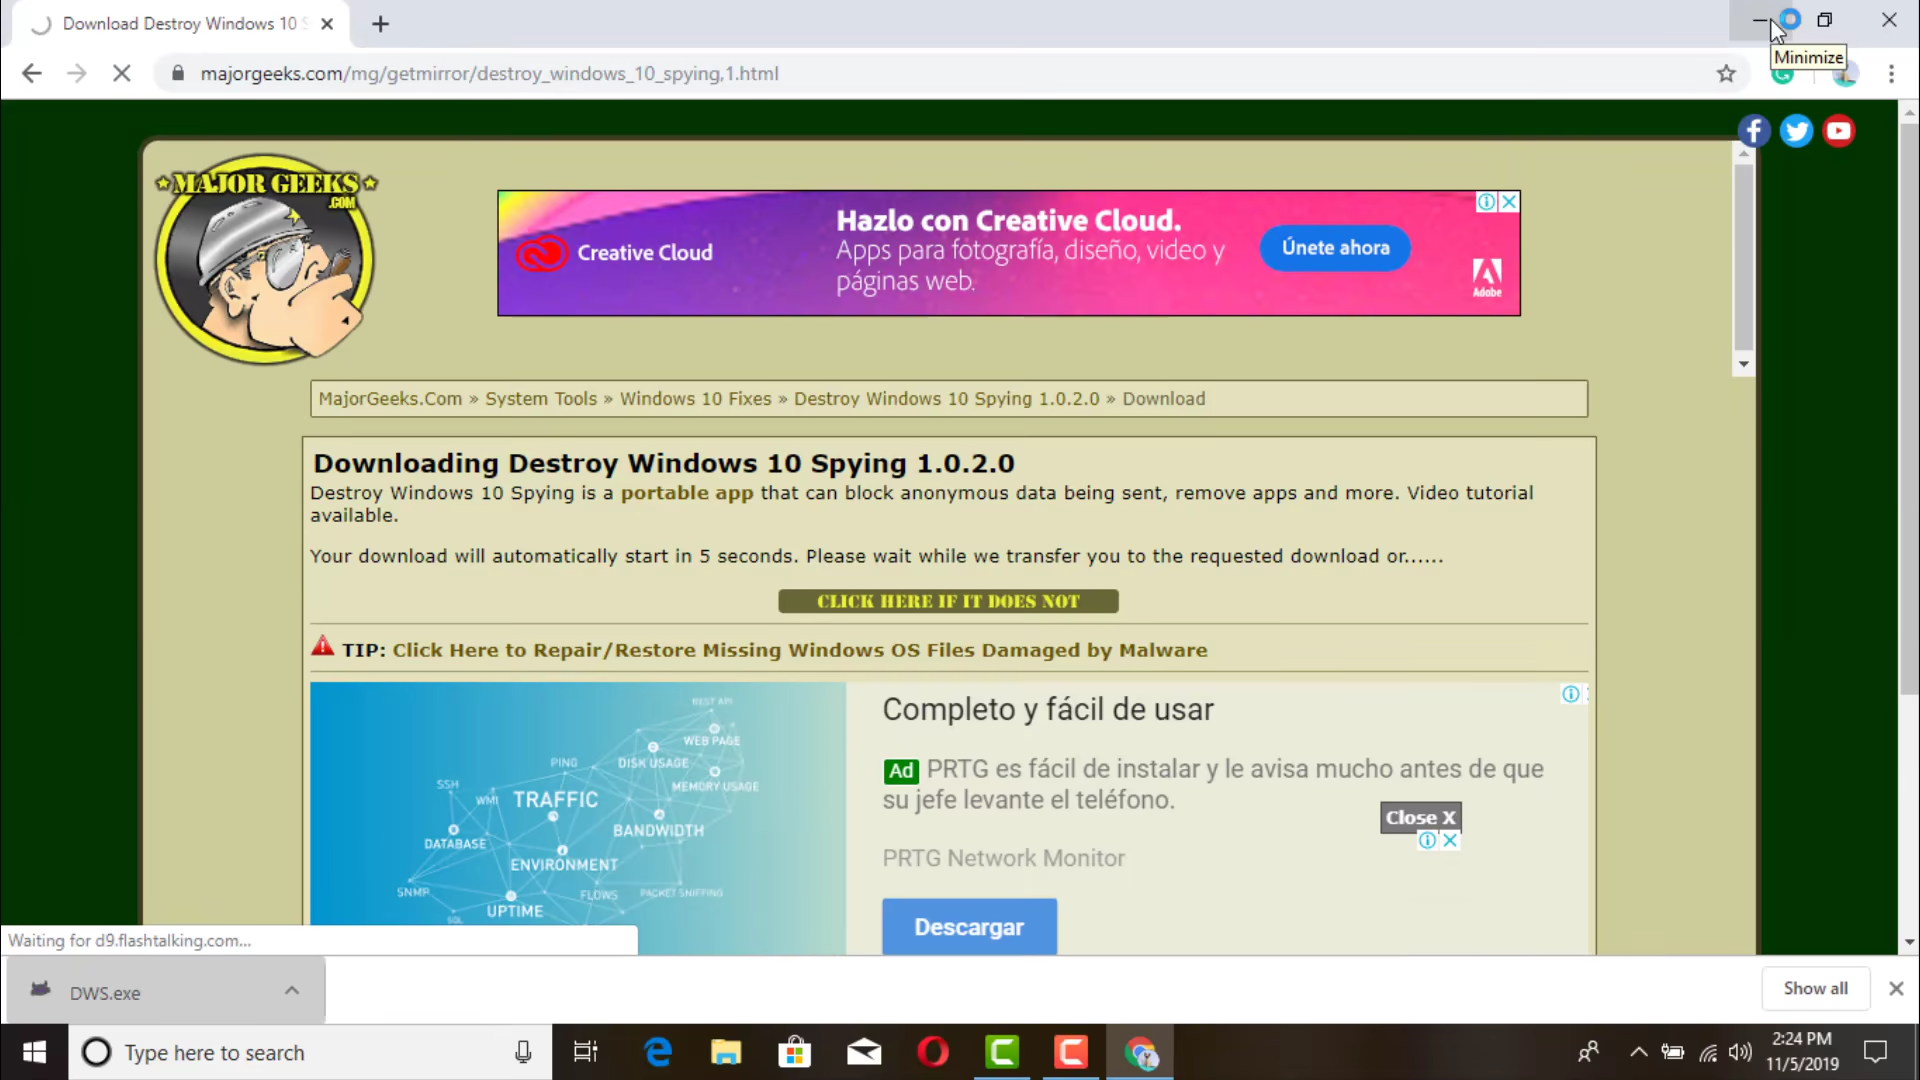 Download Destroy Windows 10 S
Minimize
majorgeeks.com/mg/getmirror/destroy_windows_10_spying,1.html
MAJOR GEEKS
.COM
Creative Cloud
Hazlo con Creative Cloud.
Apps para fotografía, diseño, video y
páginas web.
Únete ahora
Adobe
MajorGeeks.Com » System Tools » Windows 10 Fixes » Destroy Windows 10 Spying 1.0.2.0 » Download
Downloading Destroy Windows 10 Spying 1.0.2.0
Destroy Windows 10 Spying is a portable app that can block anonymous data being sent, remove apps and more. Video tutorial
available.
Your download will automatically start in 5 seconds. Please wait while we transfer you to the requested download or......
CLICK HERE IF IT DOES NOT
TIP: Click Here to Repair/Restore Missing Windows OS Files Damaged by Malware
REST API
WEB PAGE
PING
DISK USAGE
SSH
MEMORY USAGE
WMI
TRAFFIC
BANDWIDTH
DATABASE
ENVIRONMENT
SNMP
FLOWS
PACKET SNIFFING
UPTIME
SQL
Completo y fácil de usar
Ad PRTG es fácil de instalar y le avisa mucho antes de que
su jefe levante el teléfono.
Close X
PRTG Network Monitor
Descargar
Waiting for d9.flashtalking.com...
DWS.exe
Show all
Type here to search
2:24 PM
11/5/2019